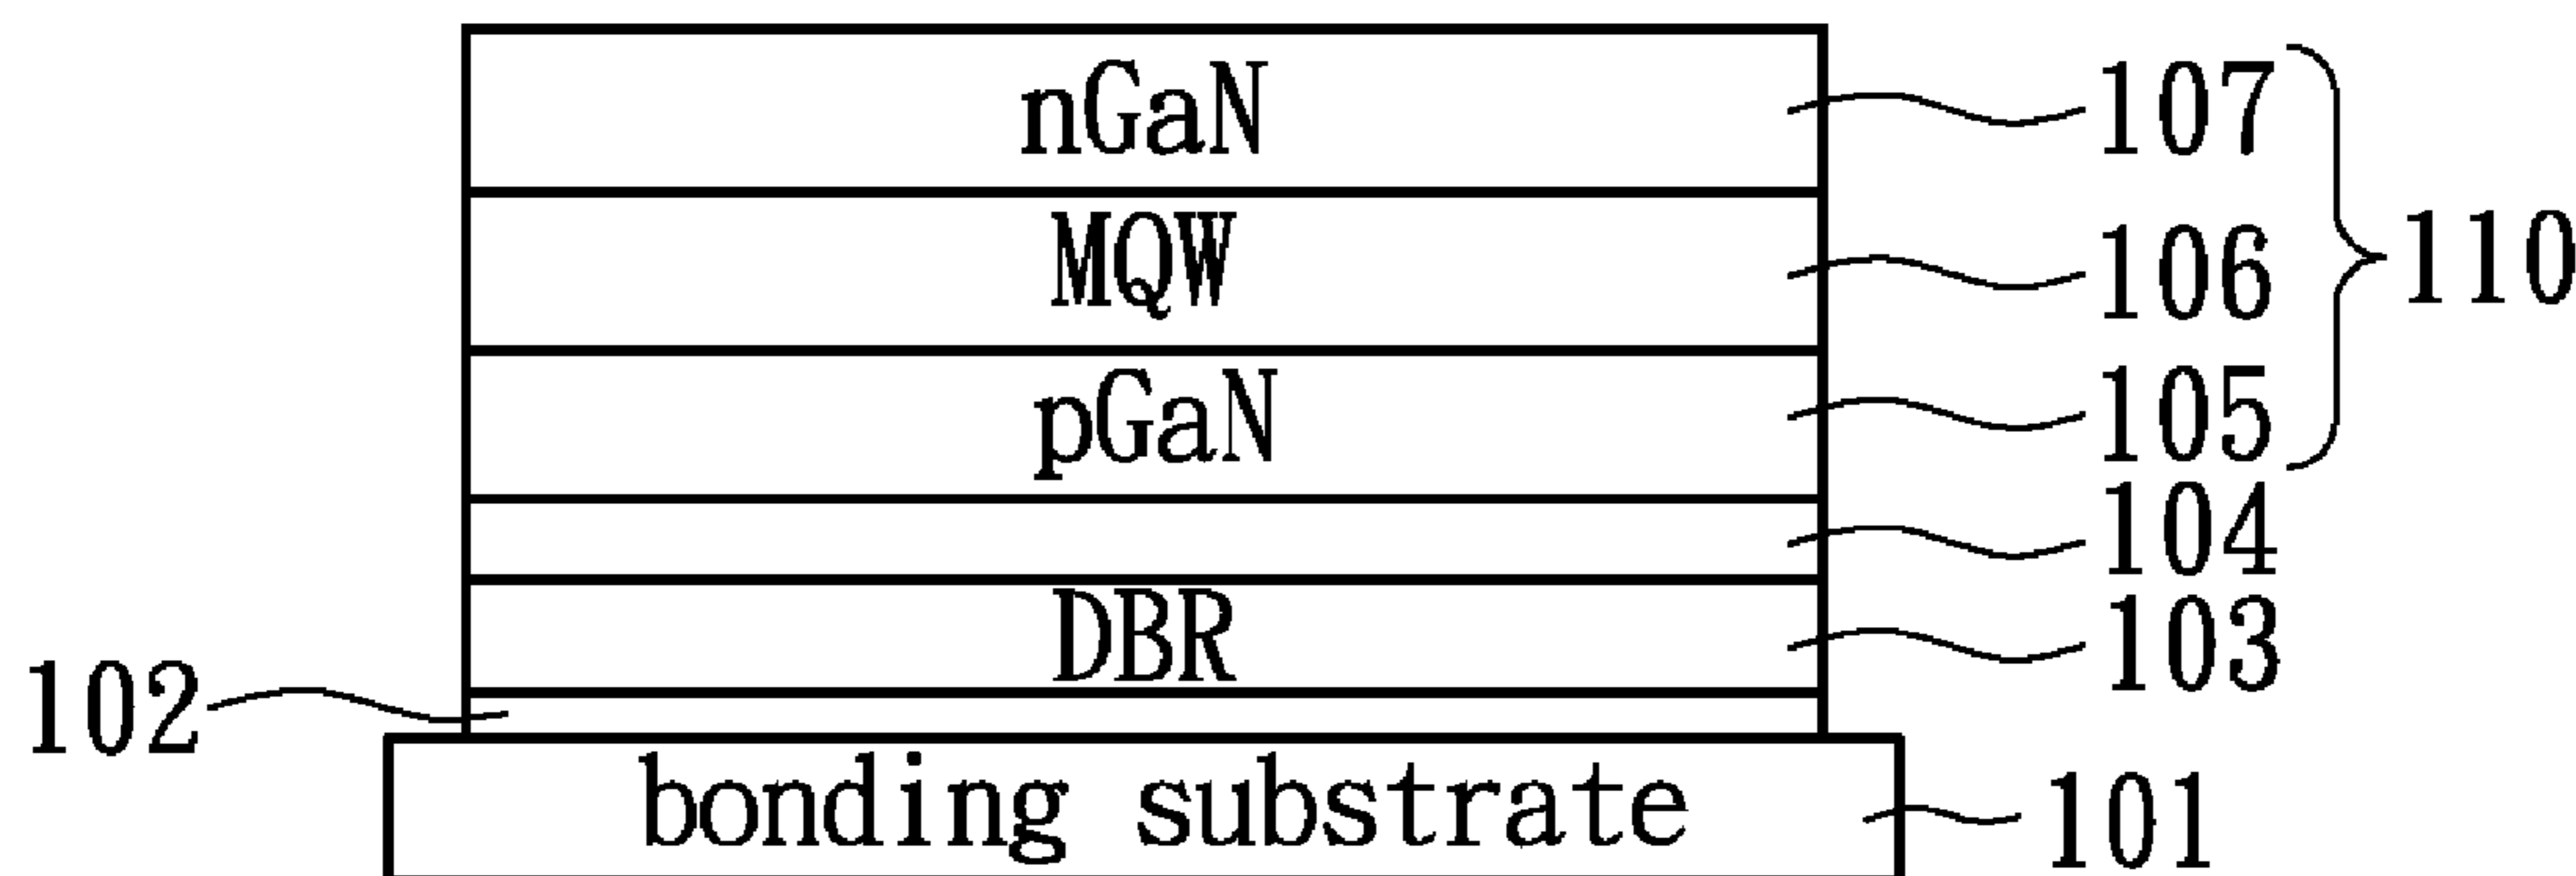 nGaN 107
MQW 106 110
pGaN 105
104
DBR 103
102
bonding substrate 101